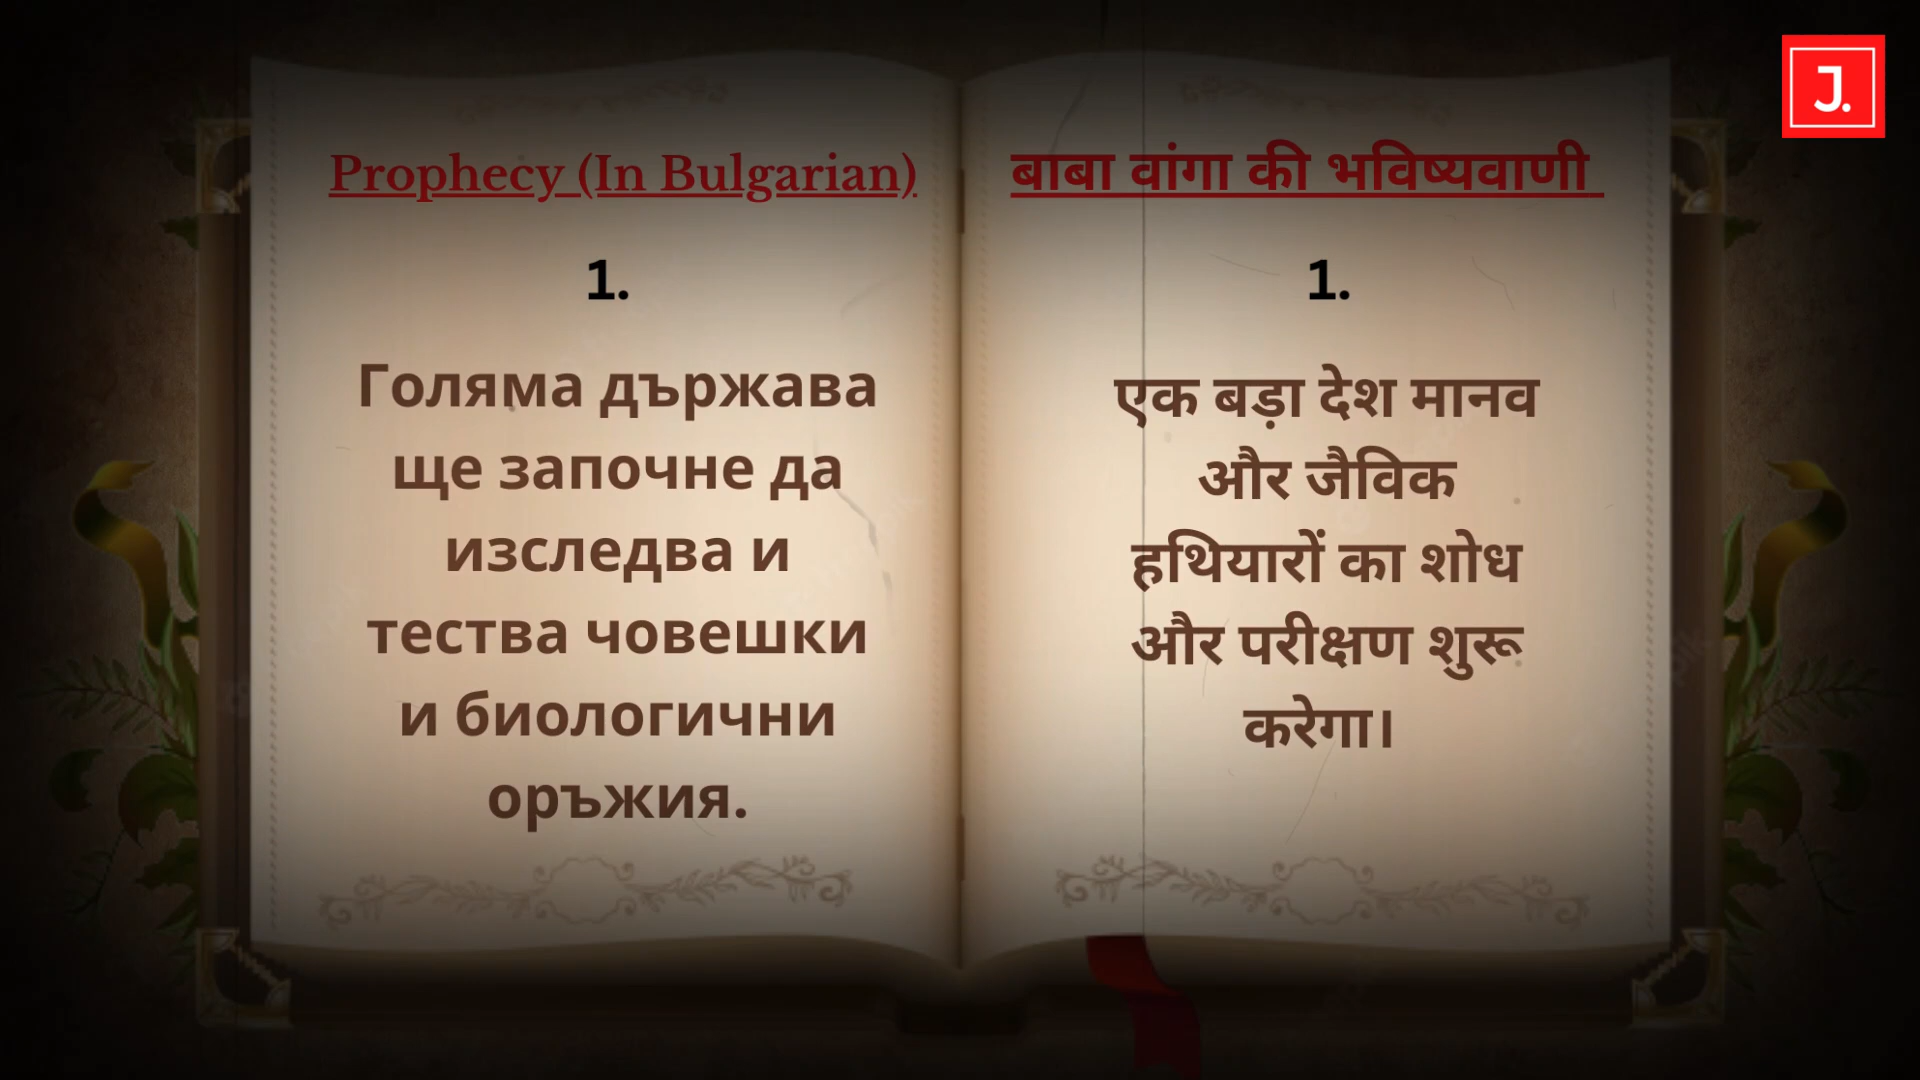 J.
Prophecy (In Bulgarian)
1.
Голяма държава
ще започне да
изследва и
тества човешки
и биологични
оръжия.
बाबा वांगा की भविष्यवाणी
1.
एक बड़ा देश मानव
और जैविक
हथियारों का शोध
और परीक्षण शुरू
करेगा।